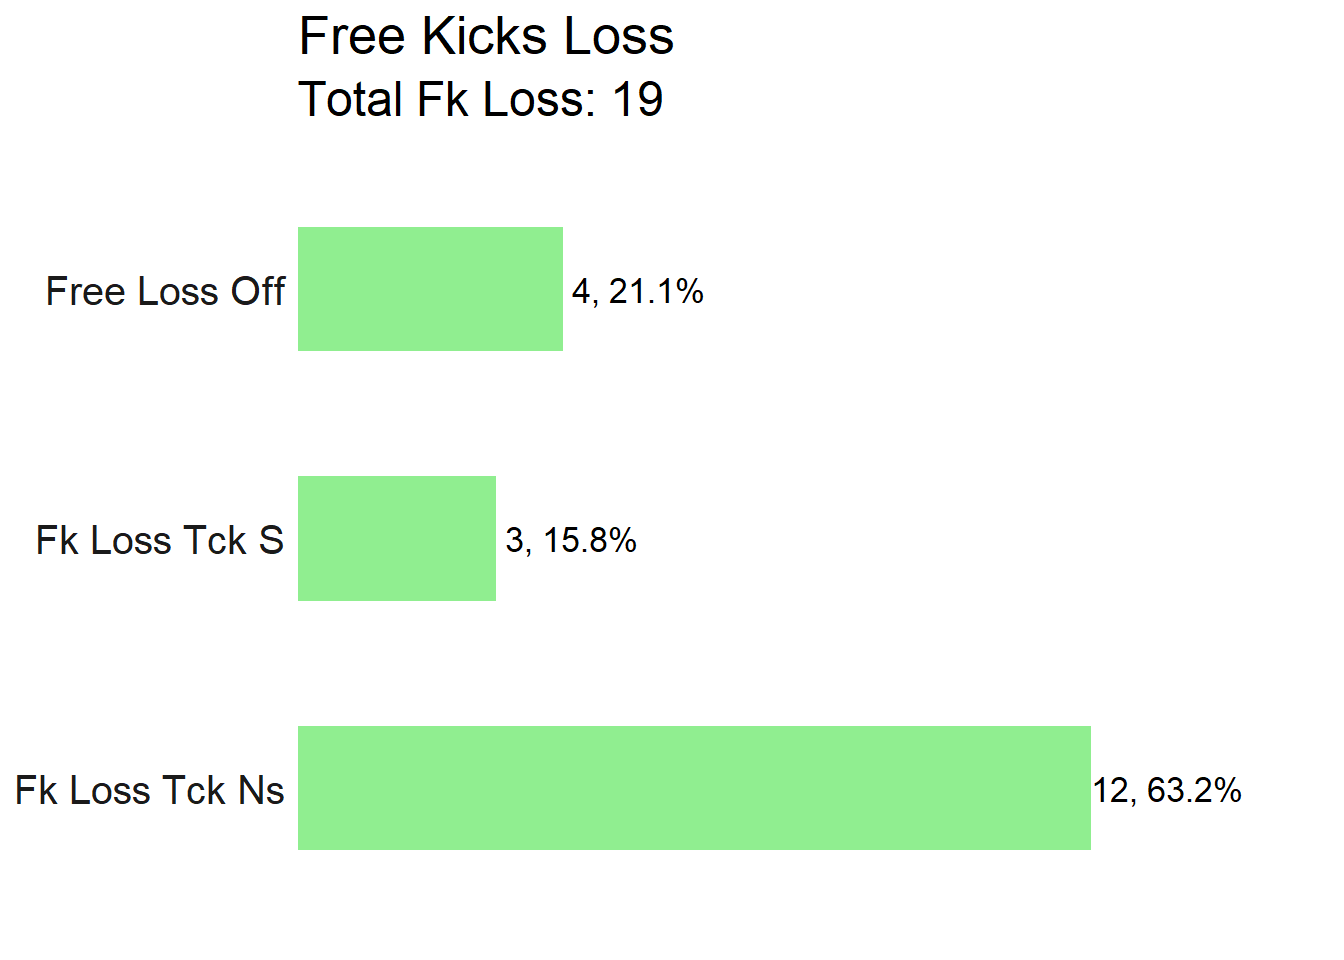 Free Kicks Loss
Total Fk Loss: 19
Free Loss Off 4, 21.1%
Fk Loss Tck S 3, 15.8%
Fk Loss Tck Ns 12, 63.2%